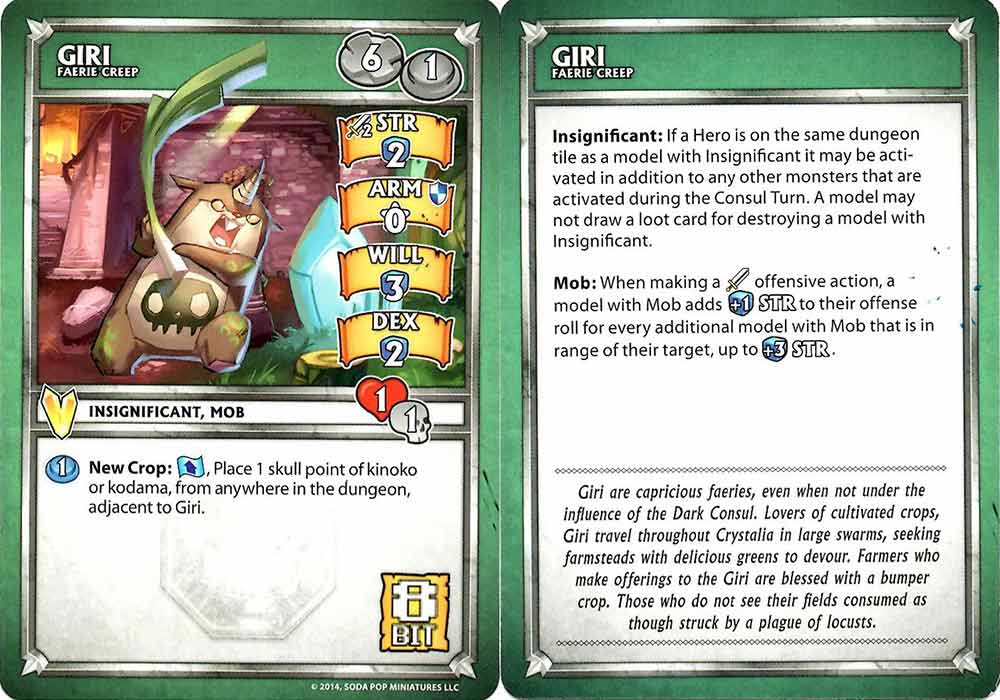 GIRI
FAERIE CREEP
6
1
2 STR
2
ARM
0
WILL
3
DEX
2
INSIGNIFICANT, MOB
1
1
1 New Crop: , Place 1 skull point of kinoko
or kodama, from anywhere in the dungeon,
adjacent to Giri.
8
BIT
© 2014, SODA POP MINIATURES LLC
GIRI
FAERIE CREEP
Insignificant: If a Hero is on the same dungeon
tile as a model with Insignificant it may be acti-
vated in addition to any other monsters that are
activated during the Consul Turn. A model may
not draw a loot card for destroying a model with
Insignificant.
Mob: When making a offensive action, a
model with Mob adds +1 STR to their offense
roll for every additional model with Mob that is in
range of their target, up to +3 STR.
Giri are capricious faeries, even when not under the
influence of the Dark Consul. Lovers of cultivated crops,
Giri travel throughout Crystalia in large swarms, seeking
farmsteads with delicious greens to devour. Farmers who
make offerings to the Giri are blessed with a bumper
crop. Those who do not see their fields consumed as
though struck by a plague of locusts.